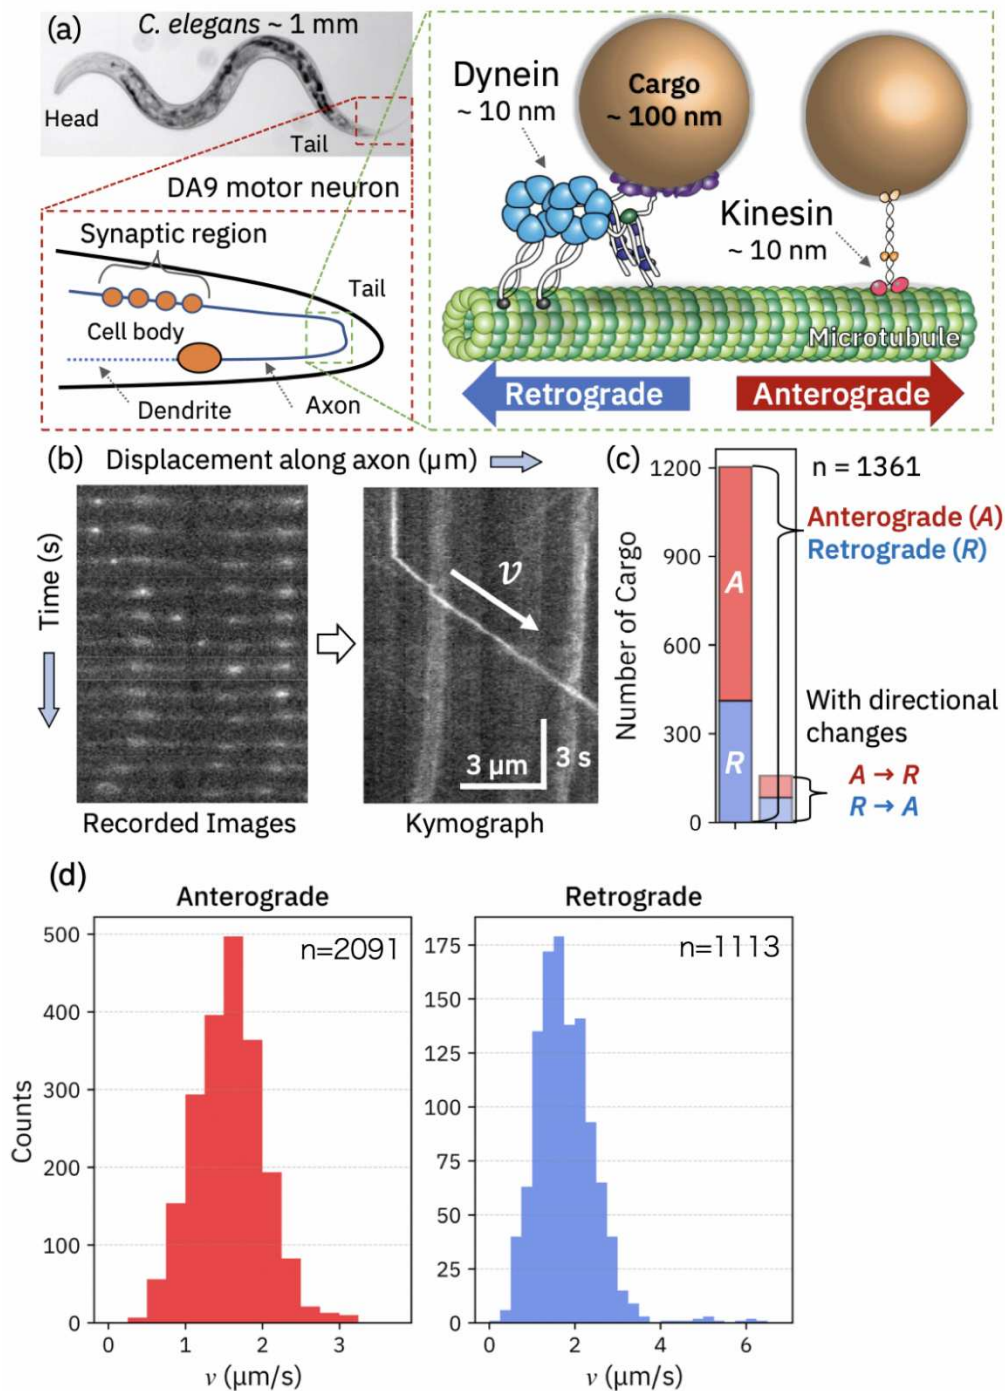 (a)
C. elegans ~ 1 mm
Head
Tail
DA9 motor neuron
Synaptic region
Tail
Cell body
Dendrite
Axon
Dynein
~ 10 nm
Cargo
~ 100 nm
Kinesin
~ 10 nm
Microtubule
Retrograde
Anterograde
(b)
Displacement along axon (μm)
Time (s)
v
3 μm
3 s
Recorded Images
Kymograph
(c)
n = 1361
Number of Cargo
1200
900
600
300
0
A
R
Anterograde (A)
Retrograde (R)
With directional
changes
A → R
R → A
(d)
Anterograde
n=2091
Counts
500
400
300
200
100
0
0 1 2 3
v (μm/s)
Retrograde
n=1113
175
150
125
100
75
50
25
0
0 2 4 6
v (μm/s)